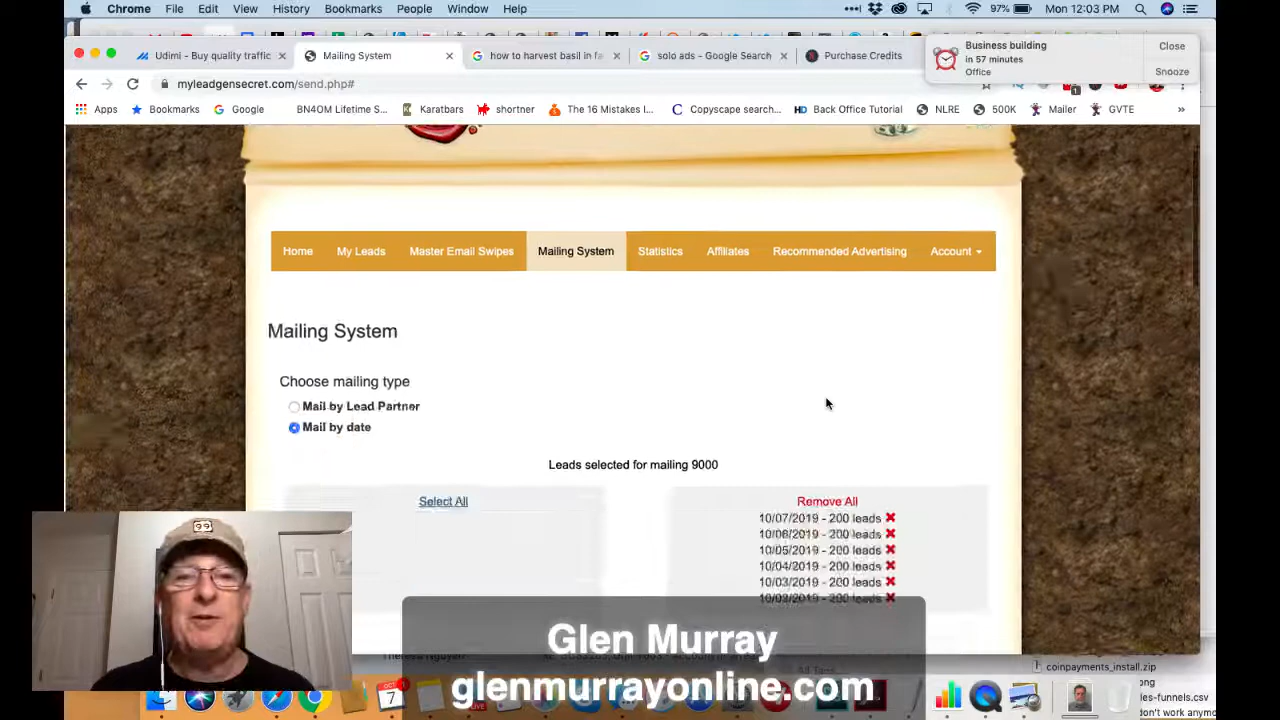 Chrome File Edit View History Bookmarks People Window Help 97% Mon 12:03 PM
Udimi - Buy quality traffic Mailing System how to harvest basil in fa solo ads - Google Search Purchase Credits
Business building
in 57 minutes
Office
Close
Snooze
myleadgensecret.com/send.php#
Apps Bookmarks Google BN4OM Lifetime S... Karatbars shortner The 16 Mistakes I... Copyscape search... Back Office Tutorial NLRE 500K Mailer GVTE »
Home My Leads Master Email Swipes Mailing System Statistics Affiliates Recommended Advertising Account
Mailing System
Choose mailing type
Mail by Lead Partner
Mail by date
Leads selected for mailing 9000
Select All
Remove All
10/07/2019 - 200 leads
10/06/2019 - 200 leads
10/05/2019 - 200 leads
10/04/2019 - 200 leads
10/03/2019 - 200 leads
Glen Murray
glenmurrayonline.com
coinpayments_install.zip